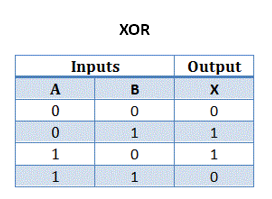 XOR
Inputs Output
A B X
0 0 0
0 1 1
1 0 1
1 1 0